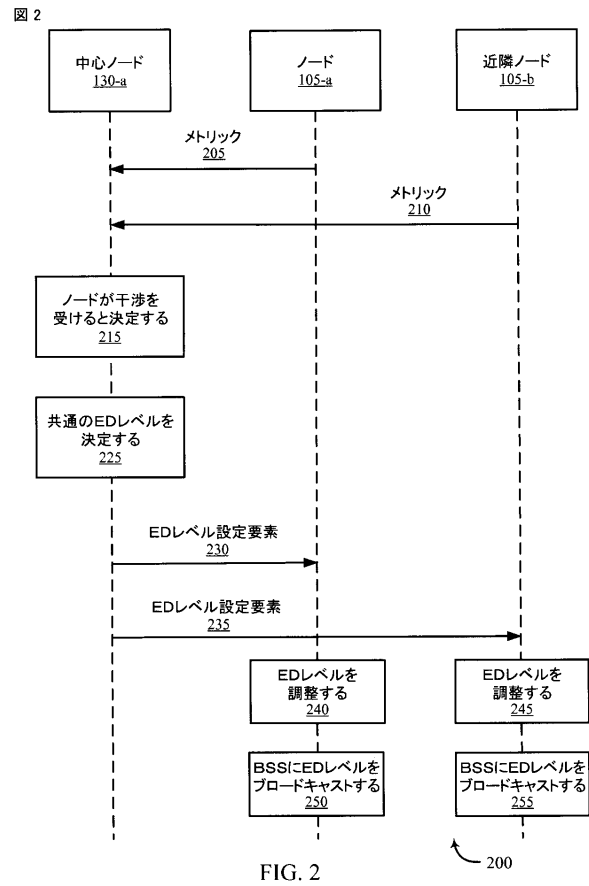 図 2
中心ノード
130-a
ノード
105-a
近隣ノード
105-b
メトリック
205
メトリック
210
ノードが干渉を
受けると決定する
215
共通のEDレベルを
決定する
225
EDレベル設定要素
230
EDレベル設定要素
235
EDレベルを
調整する
240
EDレベルを
調整する
245
BSSにEDレベルを
ブロードキャストする
250
BSSにEDレベルを
ブロードキャストする
255
200
FIG. 2